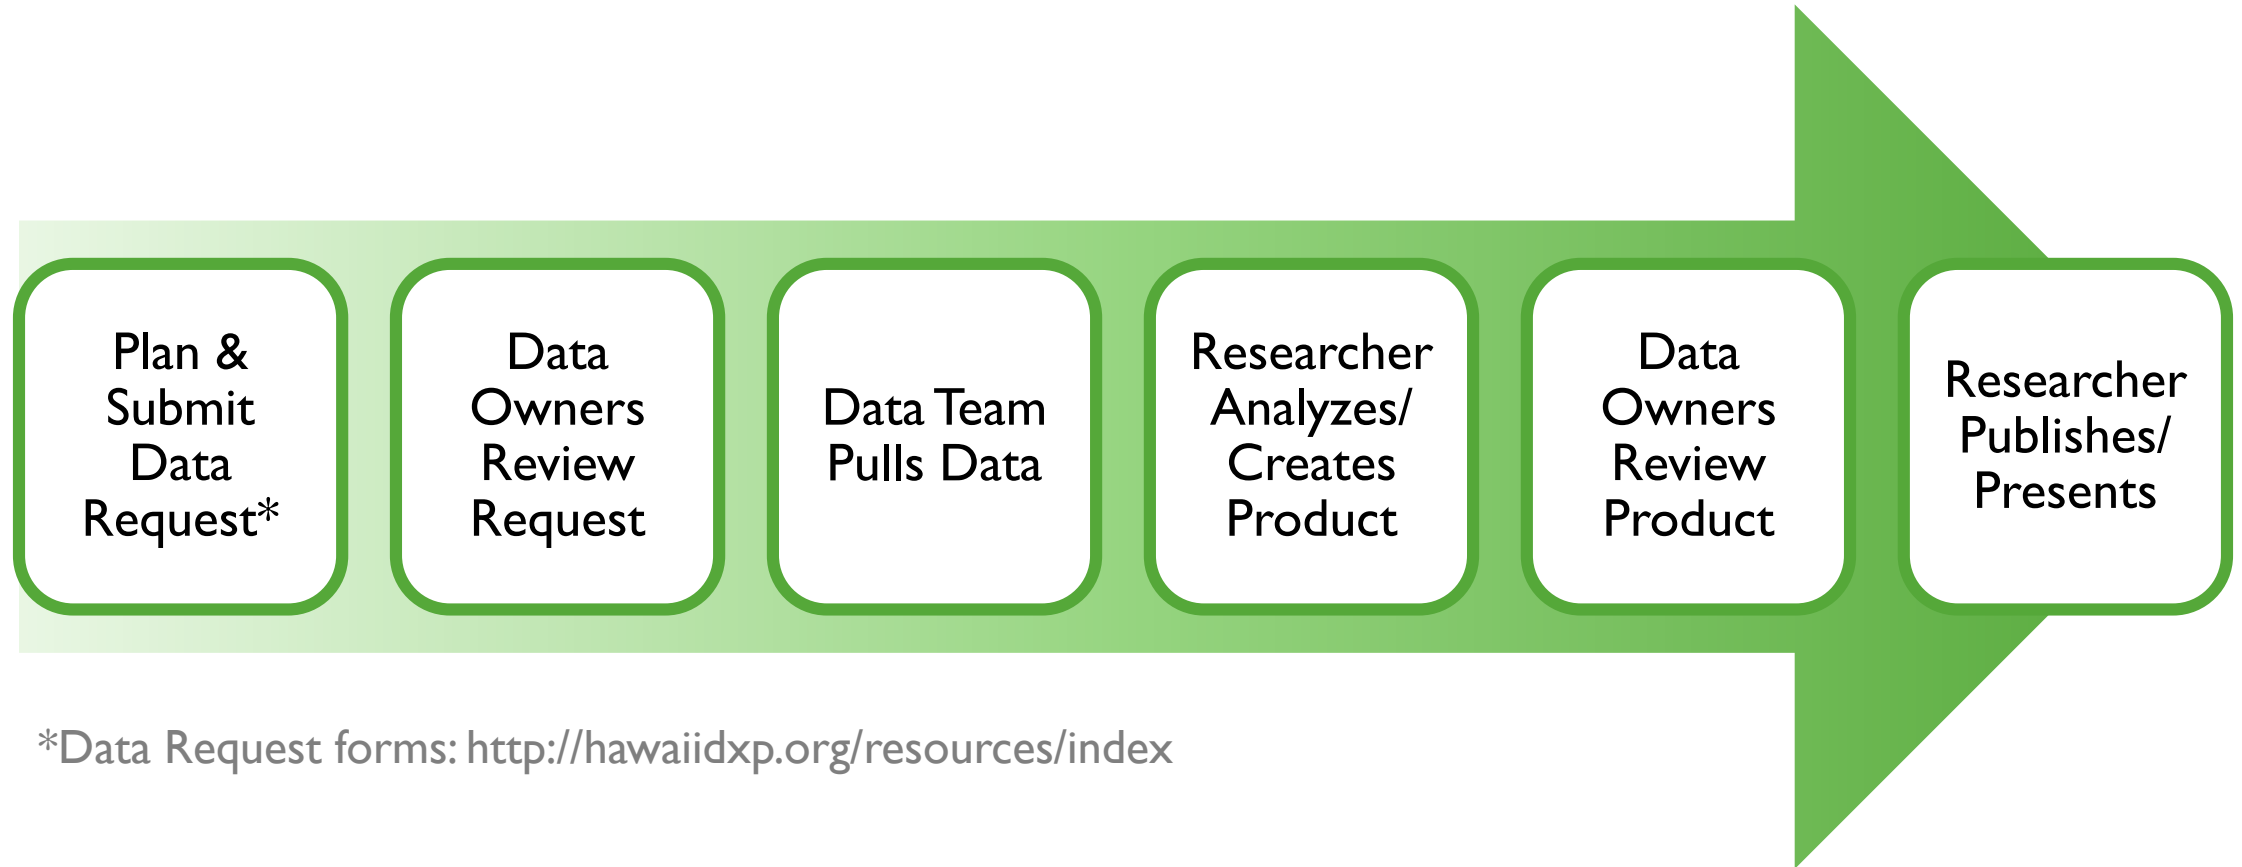 Plan &
Submit
Data
Request*
Data
Owners
Review
Request
Data Team
Pulls Data
Researcher
Analyzes/
Creates
Product
Data
Owners
Review
Product
Researcher
Publishes/
Presents
*Data Request forms: http://hawaiidxp.org/resources/index